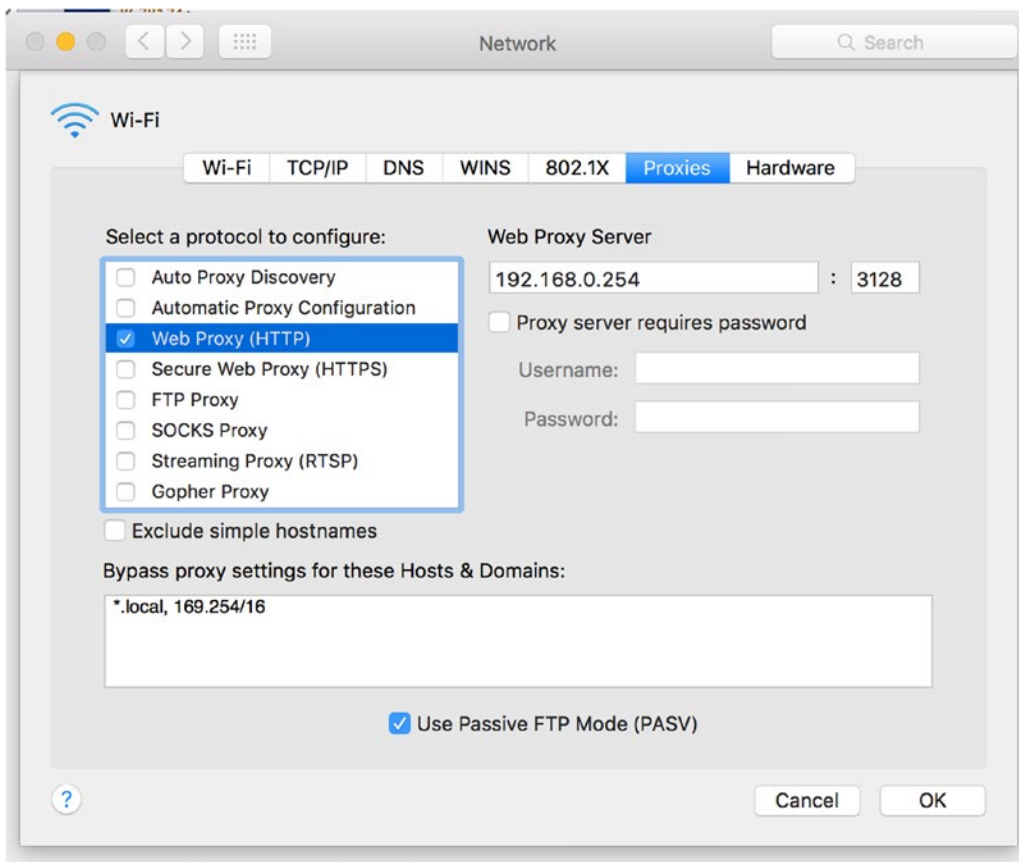 Network
Search
Wi-Fi
Wi-Fi TCP/IP DNS WINS 802.1X Proxies Hardware
Select a protocol to configure:
Auto Proxy Discovery
Automatic Proxy Configuration
Web Proxy (HTTP)
Secure Web Proxy (HTTPS)
FTP Proxy
SOCKS Proxy
Streaming Proxy (RTSP)
Gopher Proxy
Exclude simple hostnames
Web Proxy Server
192.168.0.254 : 3128
Proxy server requires password
Username:
Password:
Bypass proxy settings for these Hosts & Domains:
*.local, 169.254/16
Use Passive FTP Mode (PASV)
?
Cancel OK